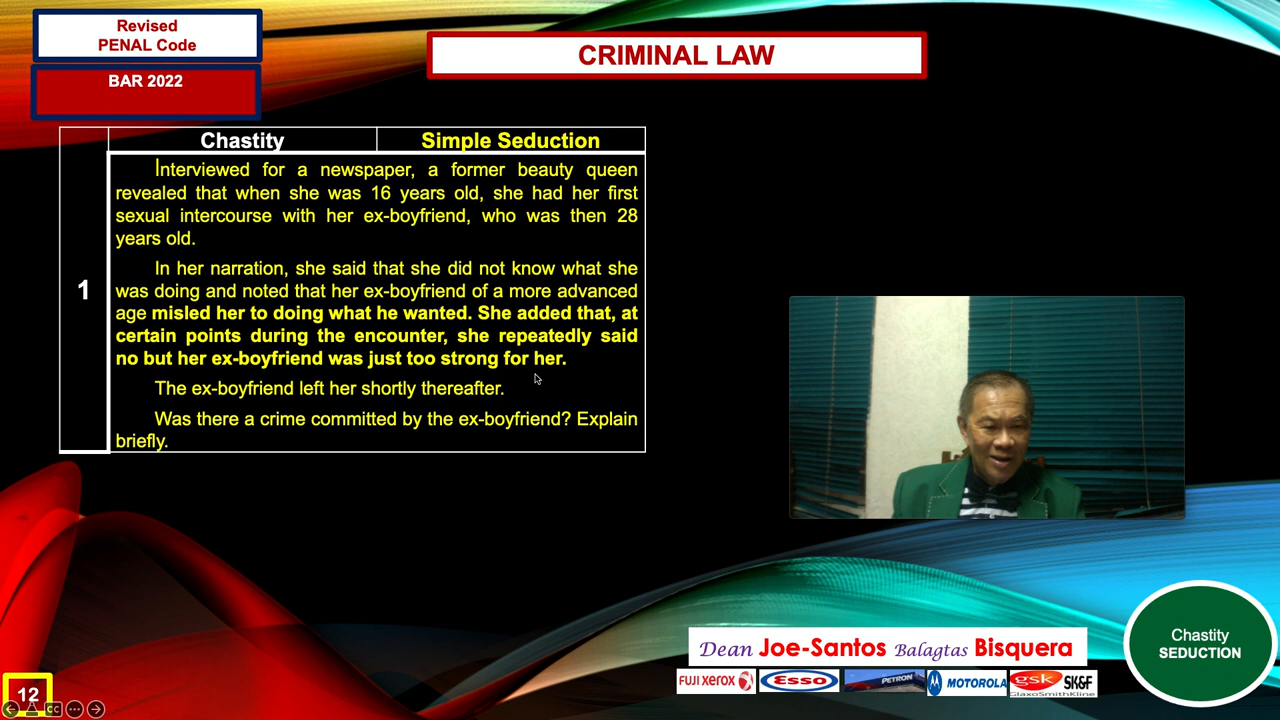 Revised
PENAL Code
BAR 2022
CRIMINAL LAW
Chastity
Simple Seduction
1
Interviewed for a newspaper, a former beauty queen
revealed that when she was 16 years old, she had her first
sexual intercourse with her ex-boyfriend, who was then 28
years old.
In her narration, she said that she did not know what she
was doing and noted that her ex-boyfriend of a more advanced
age misled her to doing what he wanted. She added that, at
certain points during the encounter, she repeatedly said
no but her ex-boyfriend was just too strong for her.
The ex-boyfriend left her shortly thereafter.
Was there a crime committed by the ex-boyfriend? Explain
briefly.
Dean Joe-Santos Balagtas Bisquera
FUJI XEROX
Esso
PETRON
MOTOROLA
gsk SK&F
GlaxoSmithKline
Chastity
SEDUCTION
12
CC